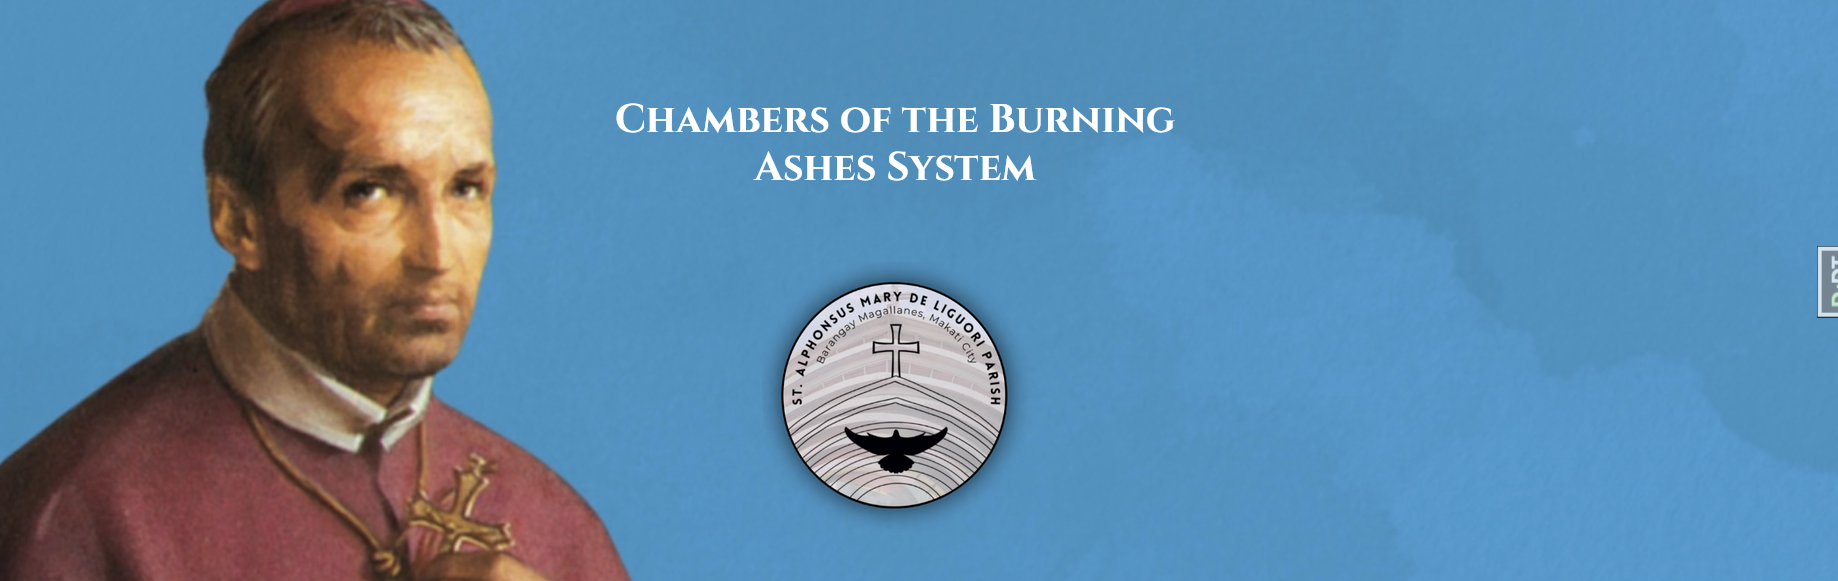 Chambers of the Burning
Ashes System
ST. ALPHONSUS MARY DE LIGUORI PARISH
Barangay Magallanes, Makati City